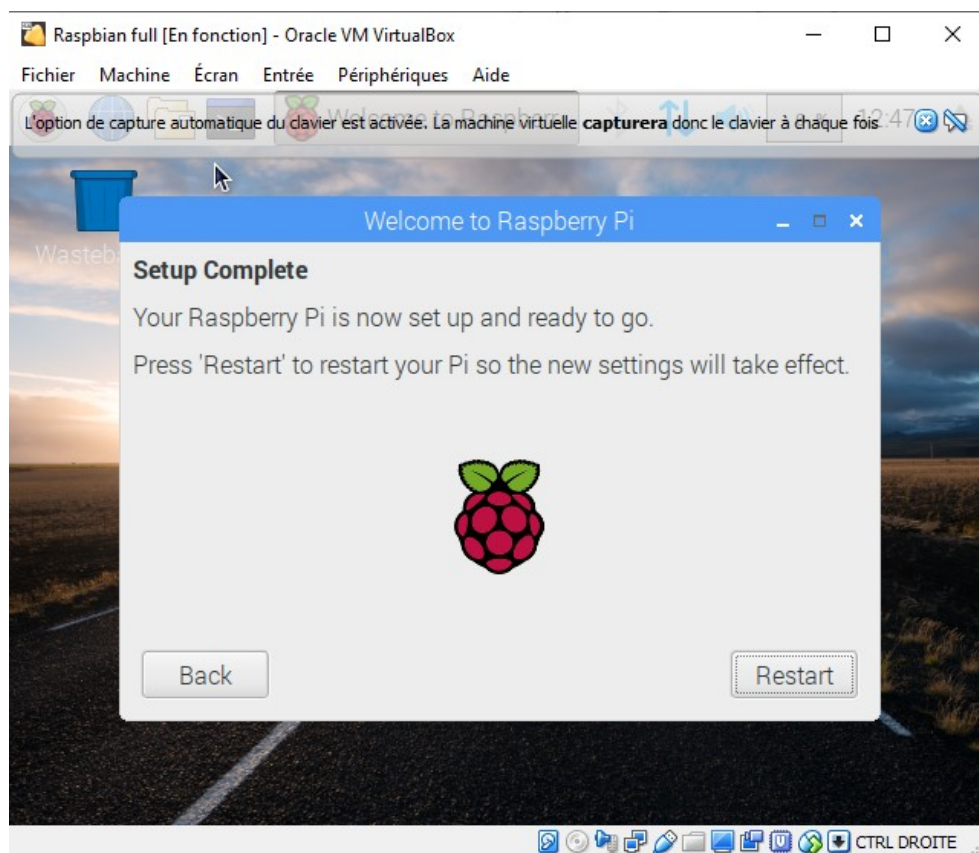 Raspbian full [En fonction] - Oracle VM VirtualBox
Fichier Machine Écran Entrée Périphériques Aide
L'option de capture automatique du clavier est activée. La machine virtuelle capturera donc le clavier à chaque fois
Welcome to Raspberry Pi
Setup Complete
Your Raspberry Pi is now set up and ready to go.
Press 'Restart' to restart your Pi so the new settings will take effect.
Back Restart
CTRL DROITE